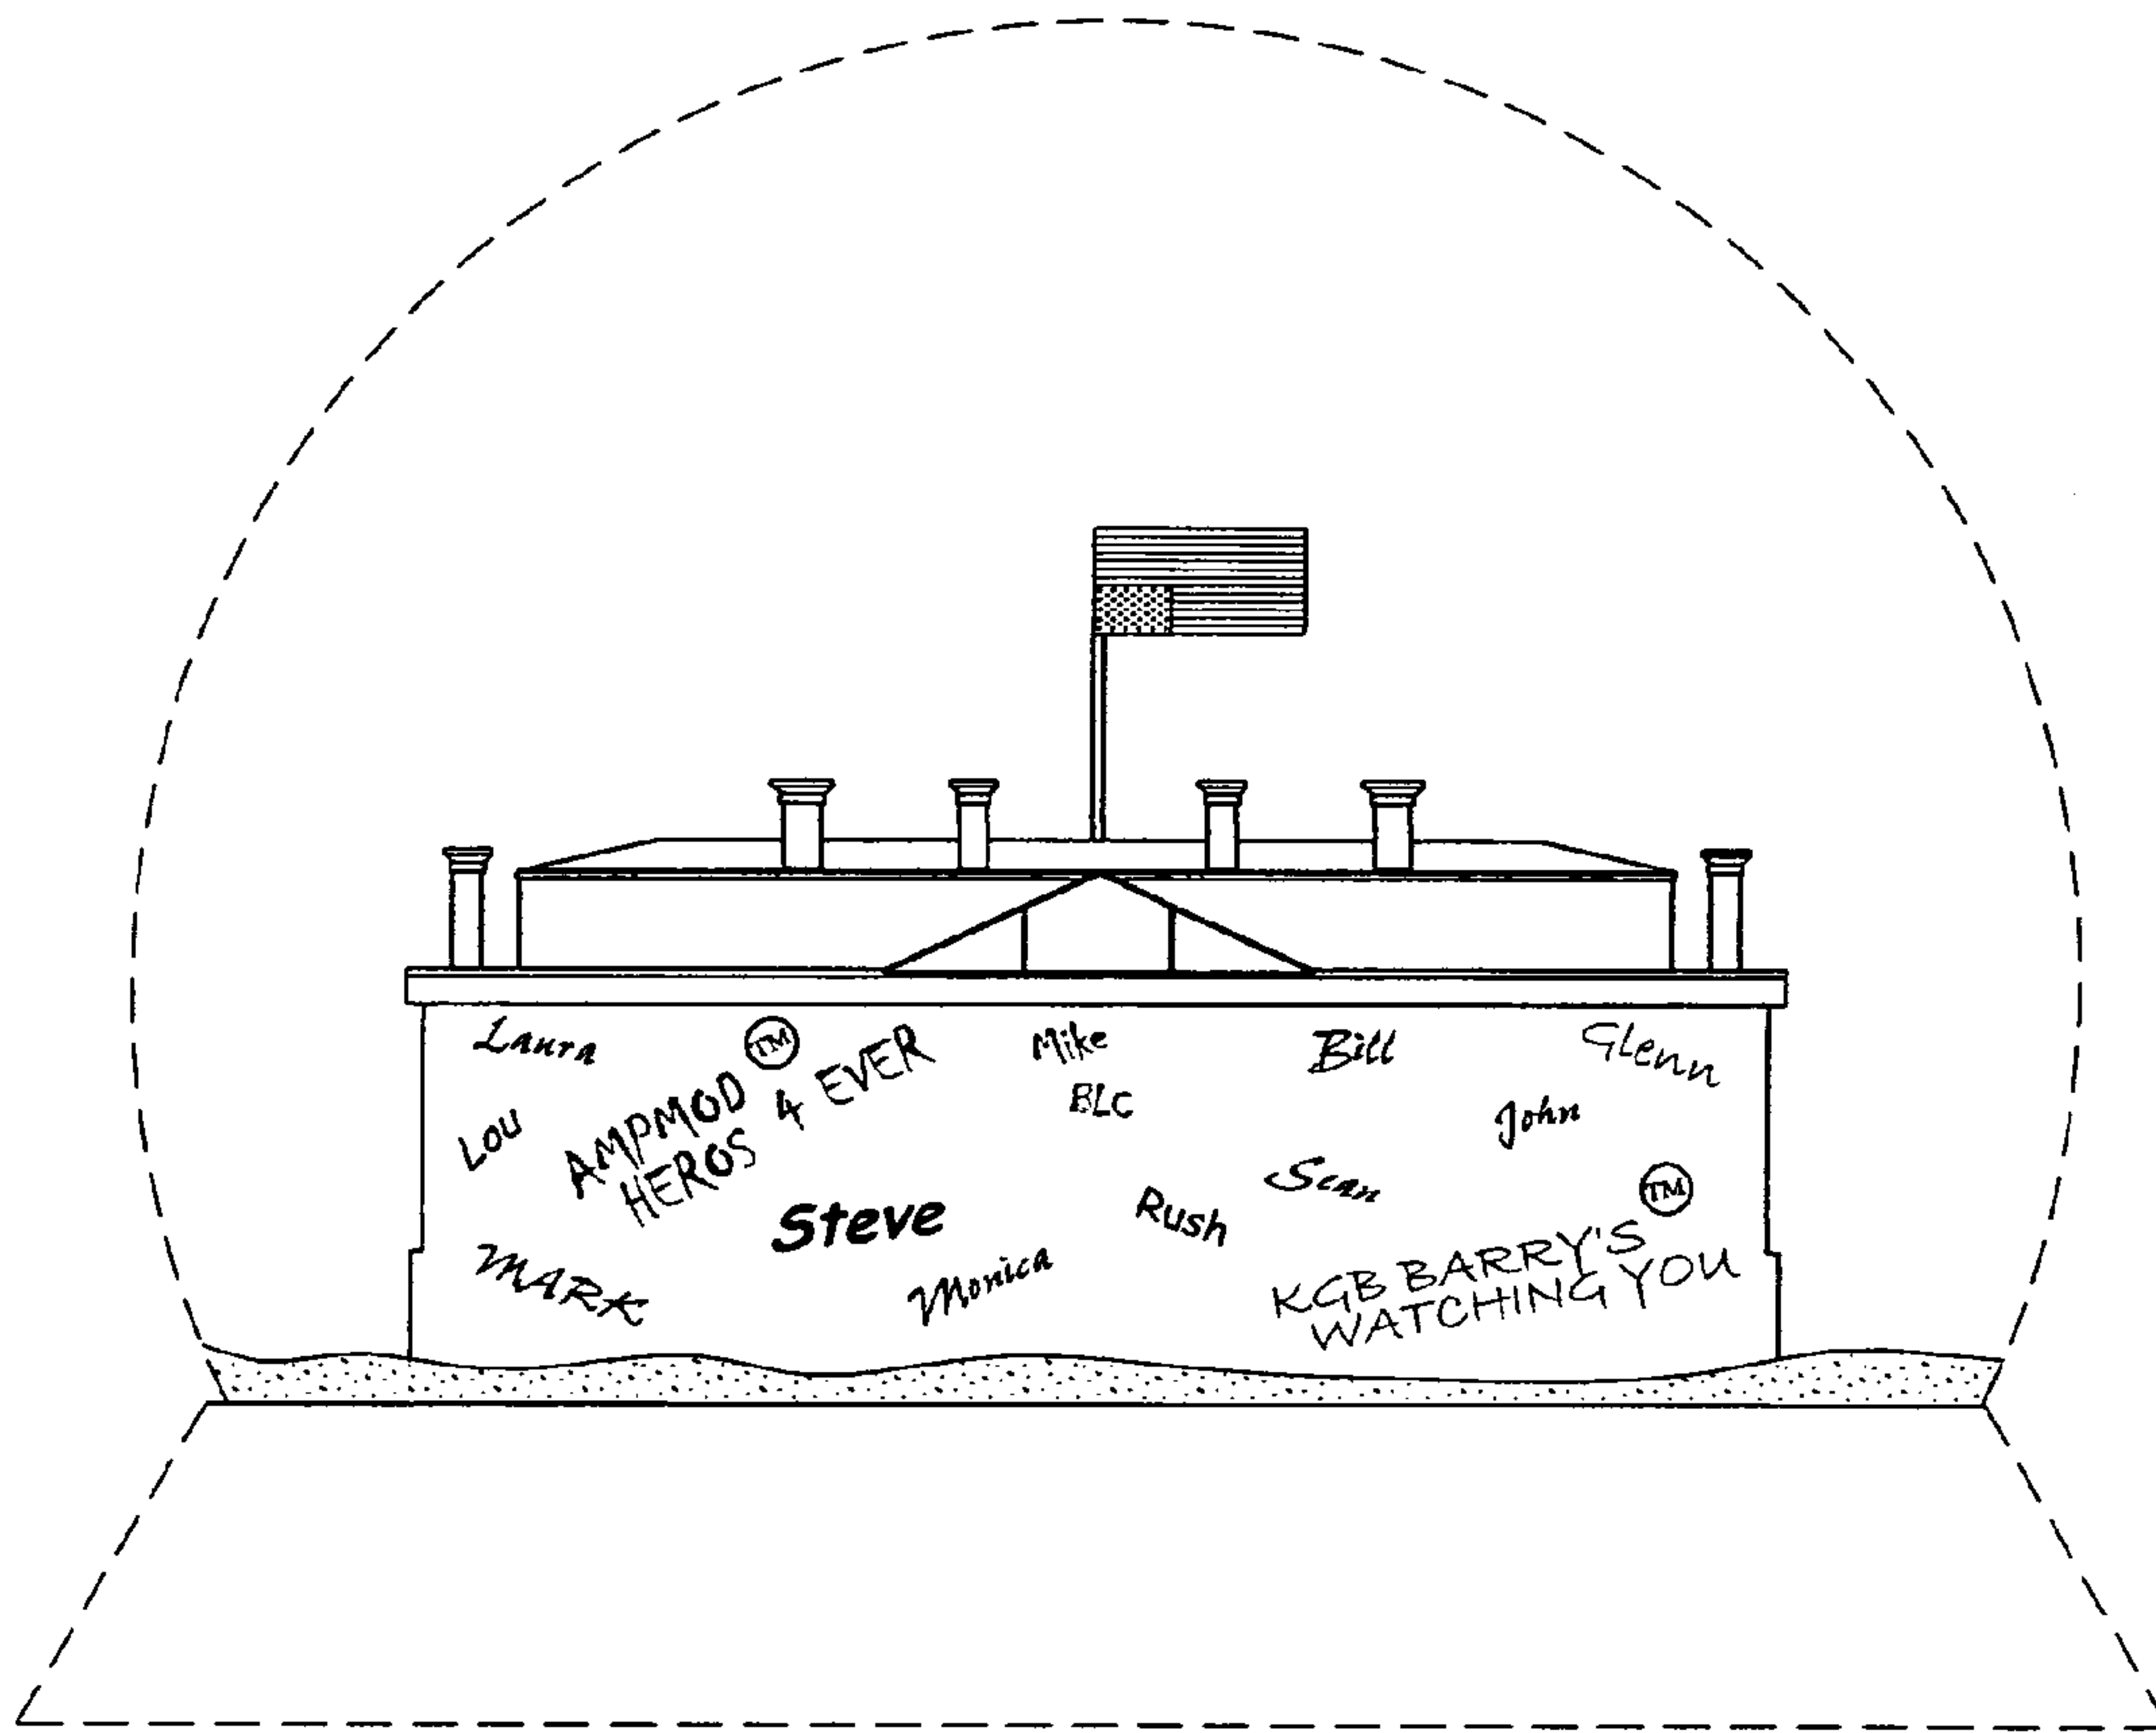 Laura
TM
Mike
Bill
Glenn
AMPMOD
4 EVER
HEROS
BLC
John
LOU
Sean
TM
Steve
Rush
MARK
Monica
KGB BARRY'S
WATCHING YOU